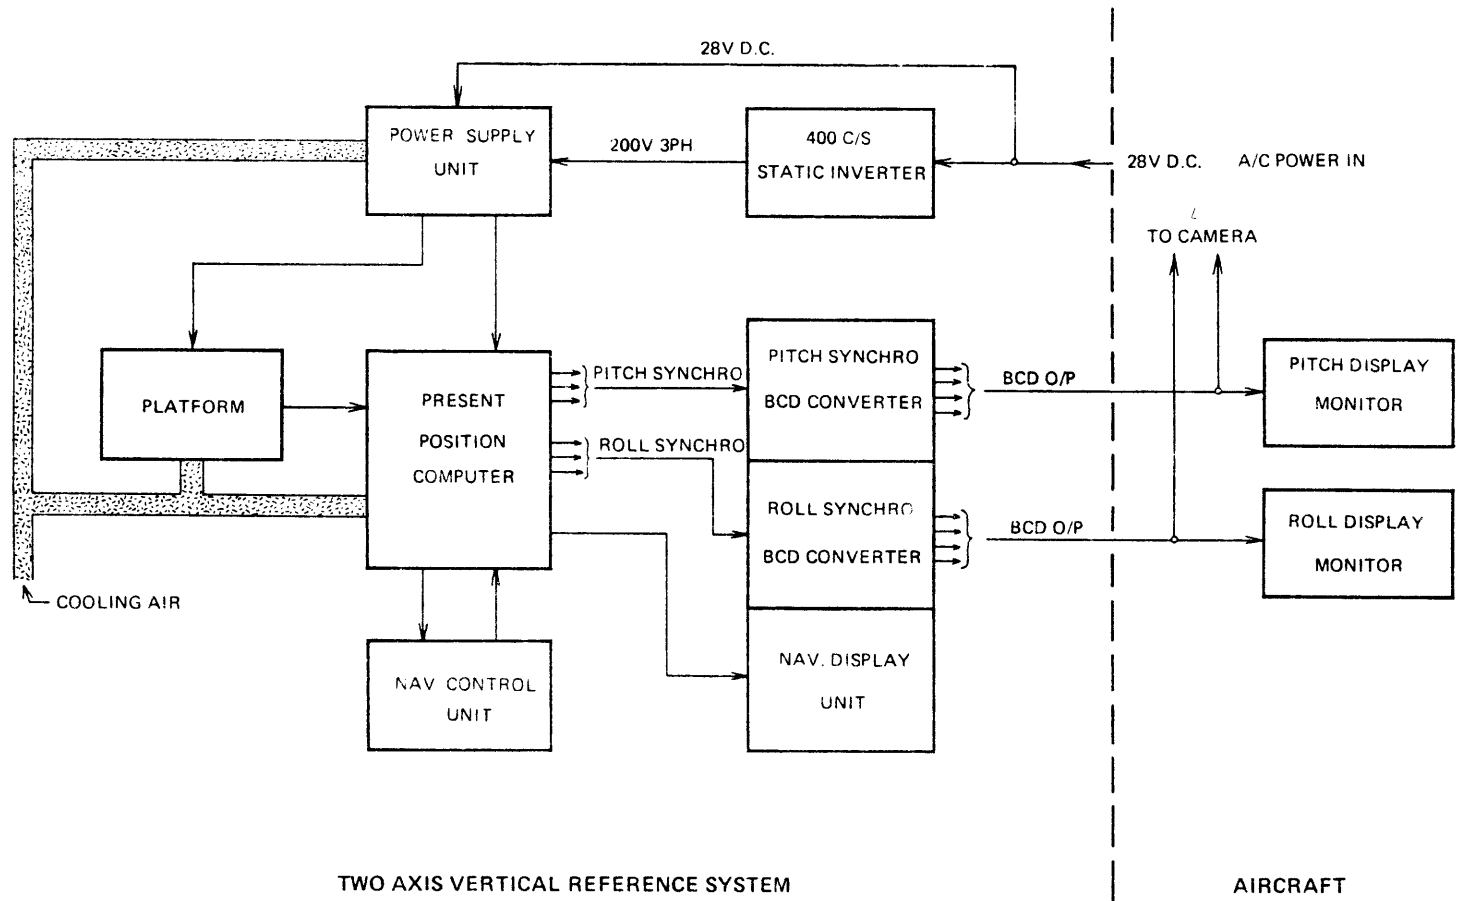 28V D.C.
POWER SUPPLY
UNIT
200V 3PH
400 C/S
STATIC INVERTER
28V D.C. A/C POWER IN
TO CAMERA
PLATFORM
PRESENT
POSITION
COMPUTER
PITCH SYNCHRO
ROLL SYNCHRO
PITCH SYNCHRO
BCD CONVERTER
BCD O/P
PITCH DISPLAY
MONITOR
ROLL SYNCHRO
BCD CONVERTER
BCD O/P
ROLL DISPLAY
MONITOR
COOLING AIR
NAV CONTROL
UNIT
NAV. DISPLAY
UNIT
TWO AXIS VERTICAL REFERENCE SYSTEM
AIRCRAFT